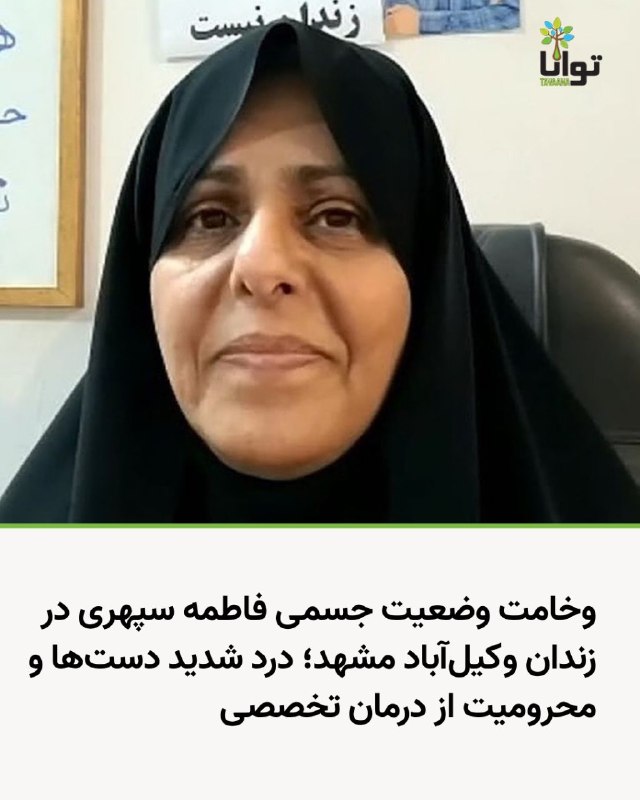 زندان نیست
توانا
TAVAANA
وخامت وضعیت جسمی فاطمه سپهری در
زندان وکیل‌آباد مشهد؛ درد شدید دست‌ها و
محرومیت از درمان تخصصی